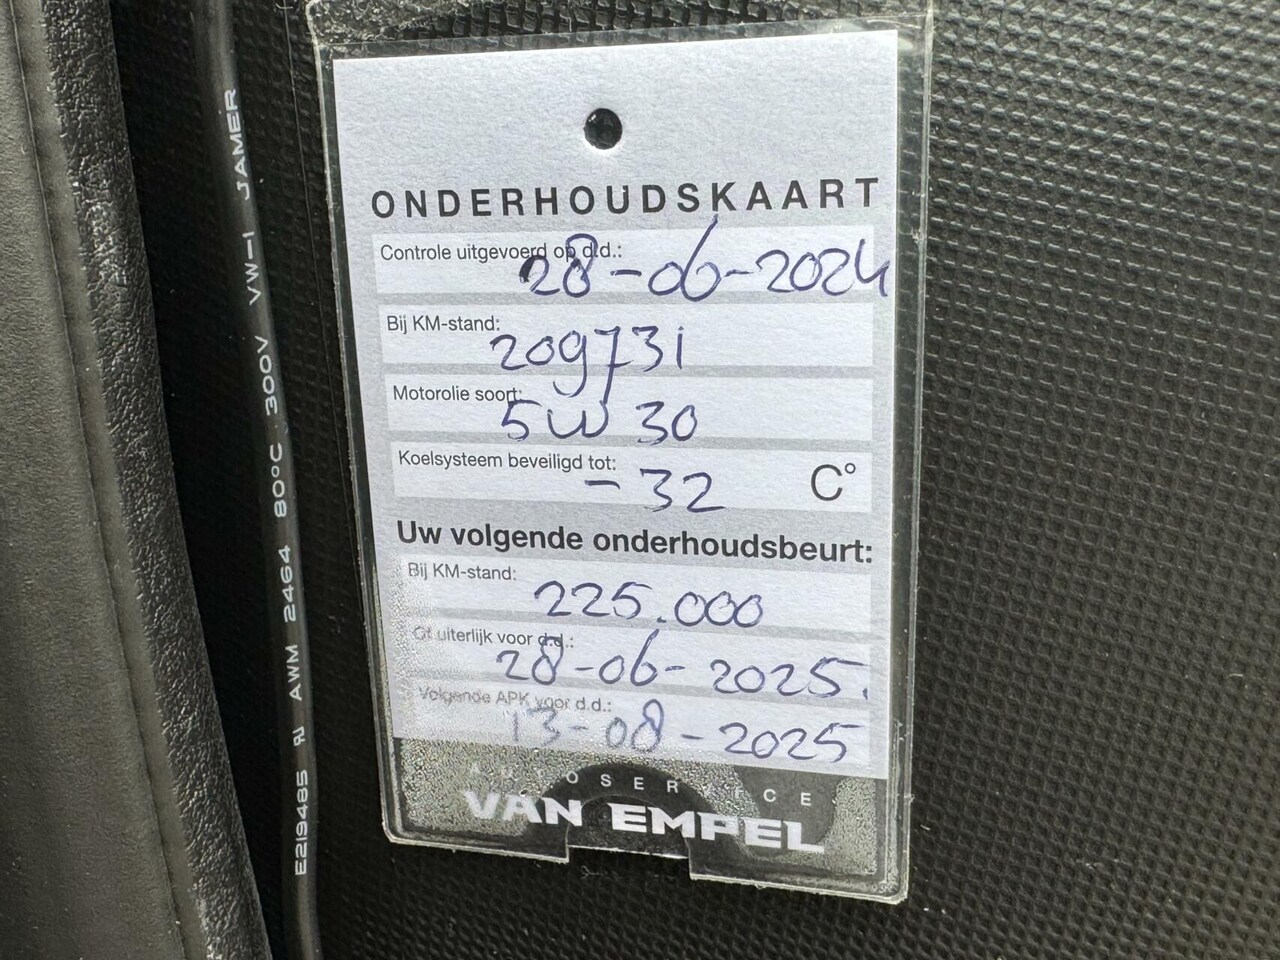 ONDERHOUDSKAART
Controle uitgevoerd op d.d.:
28-06-2024
Bij KM-stand:
209731
Motorolie soort:
5W30
Koelsysteem beveiligd tot:
-32 C°
Uw volgende onderhoudsbeurt:
Bij KM-stand:
225.000
Of uiterlijk voor d.d.:
28-06-2025.
Volgende APK voor d.d.:
13-08-2025
AUTOSERVICE
VAN EMPEL
E219485 AWM 2464 80°C 300V VW-1 JAMER